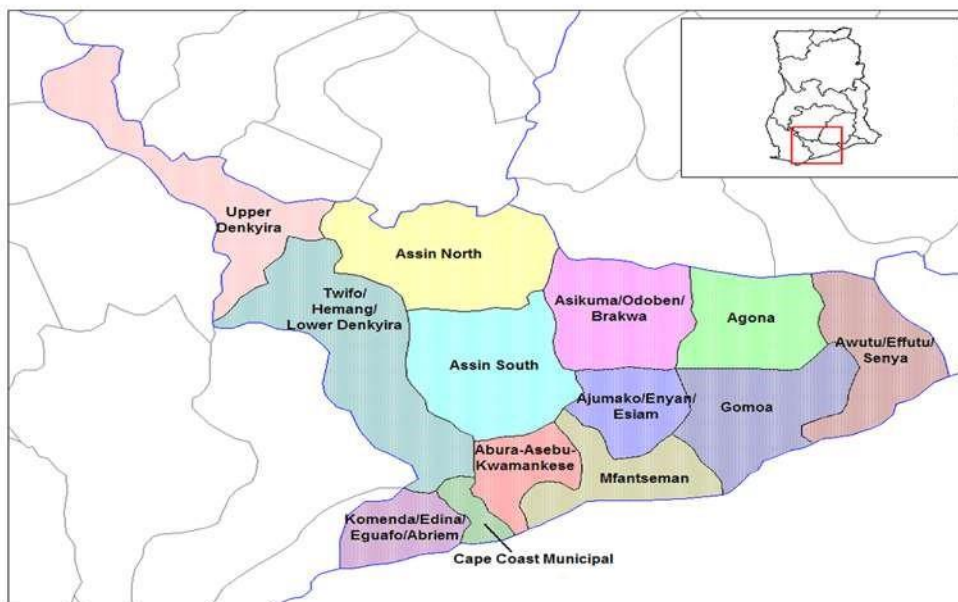 Upper
Denkyira
Assin North
Twifo/
Hemang/
Lower Denkyira
Asikuma/Odoben/
Brakwa
Agona
Awutu/Effutu/
Senya
Assin South
Ajumako/Enyan/
Esiam
Gomoa
Abura-Asebu-
Kwamankese
Mfantseman
Komenda/Edina/
Eguafo/Abriem
Cape Coast Municipal